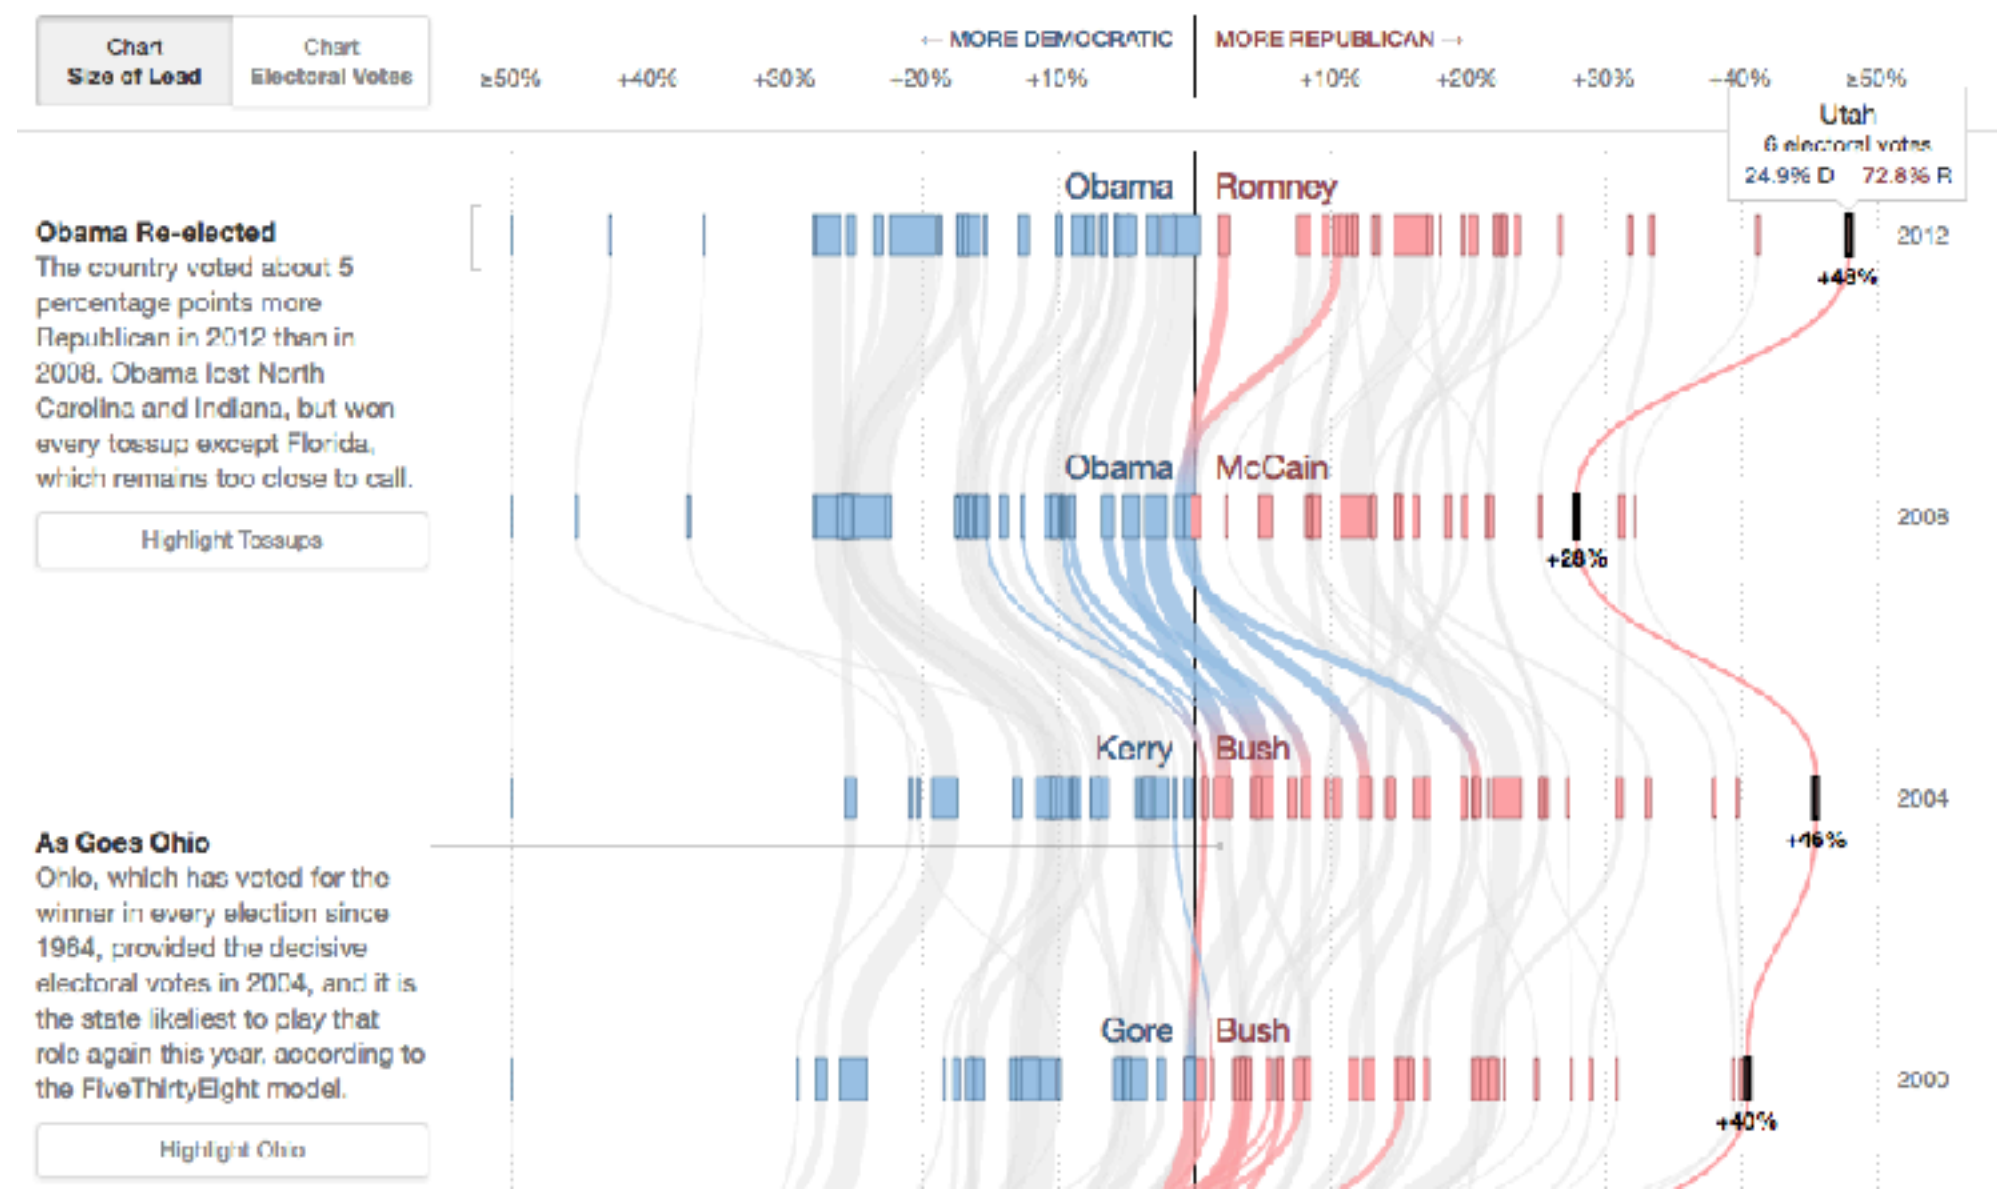 Chart
Size of Lead
Chart
Electoral Votes
← MORE DEMOCRATIC
MORE REPUBLICAN →
≥50% +40% +30% +20% +10% +10% +20% +30% +40% ≥50%
Utah
6 electoral votes
24.9% D 72.8% R
Obama Romney
2012
+48%
Obama Re-elected
The country voted about 5
percentage points more
Republican in 2012 than in
2008. Obama lost North
Carolina and Indiana, but won
every tossup except Florida,
which remains too close to call.
Highlight Tossups
Obama McCain
2008
+28%
Kerry Bush
2004
+46%
As Goes Ohio
Ohio, which has voted for the
winner in every election since
1964, provided the decisive
electoral votes in 2004, and it is
the state likeliest to play that
role again this year, according to
the FiveThirtyEight model.
Highlight Ohio
Gore Bush
2000
+40%